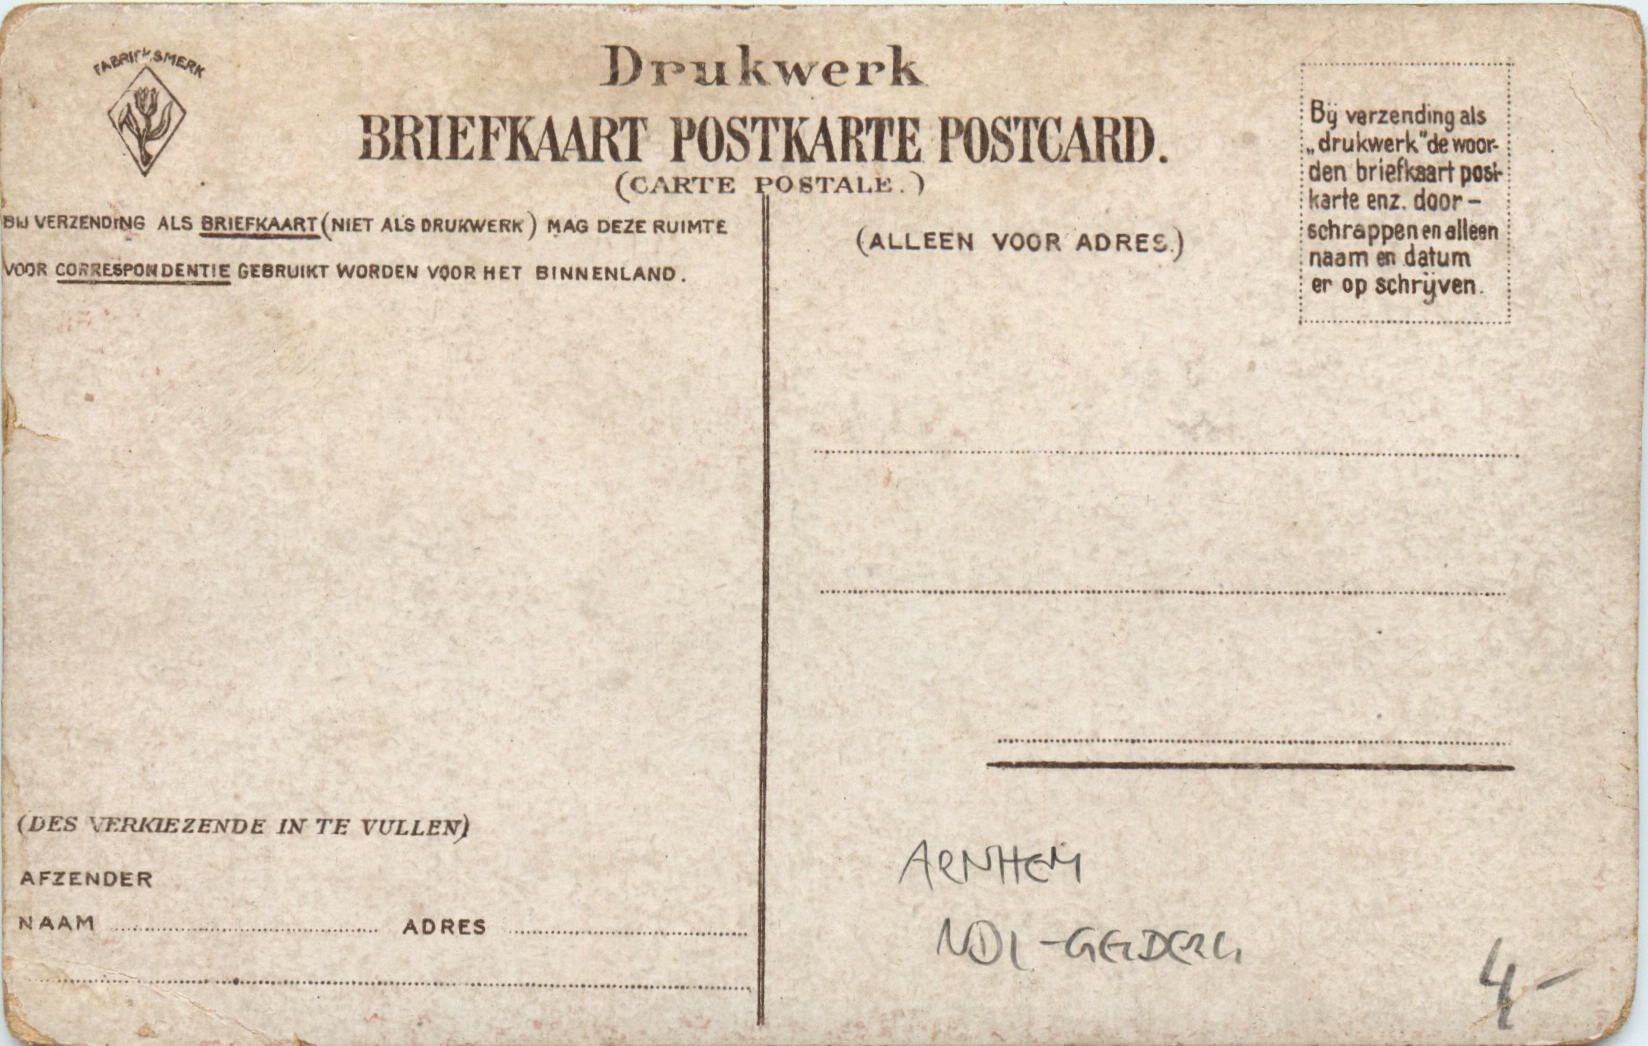 FABRIEKSMERK
Drukwerk
BRIEFKAART POSTKARTE POSTCARD.
(CARTE POSTALE.)
BIJ VERZENDING ALS BRIEFKAART (NIET ALS DRUKWERK) MAG DEZE RUIMTE
VOOR CORRESPONDENTIE GEBRUIKT WORDEN VOOR HET BINNENLAND.
(ALLEEN VOOR ADRES.)
Bij verzending als
„drukwerk" de woor-
den briefkaart post-
karte enz. door-
schrappen en alleen
naam en datum
er op schrijven.
(DES VERKIEZENDE IN TE VULLEN)
AFZENDER
NAAM ADRES
ARNHEM
NDL-GELDERL
4-